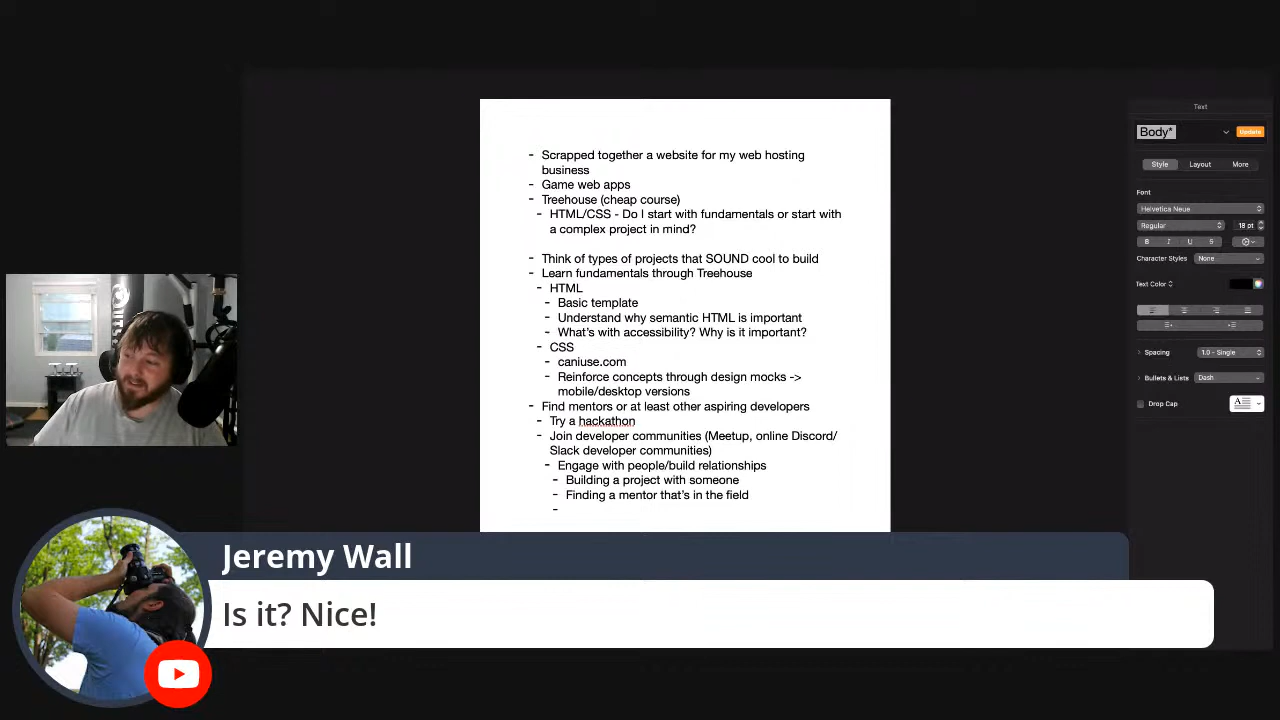 - Scrapped together a website for my web hosting
business
- Game web apps
- Treehouse (cheap course)
- HTML/CSS - Do I start with fundamentals or start with
a complex project in mind?
- Think of types of projects that SOUND cool to build
- Learn fundamentals through Treehouse
- HTML
- Basic template
- Understand why semantic HTML is important
- What's with accessibility? Why is it important?
- CSS
- caniuse.com
- Reinforce concepts through design mocks ->
mobile/desktop versions
- Find mentors or at least other aspiring developers
- Try a hackathon
- Join developer communities (Meetup, online Discord/
Slack developer communities)
- Engage with people/build relationships
- Building a project with someone
- Finding a mentor that's in the field
-
Text
Body* Update
Style Layout More
Font
Helvetica Neue
Regular 18 pt
B I U S
Character Styles None
Text Color
Spacing 1.0 - Single
Bullets & Lists Dash
Drop Cap
Jeremy Wall
Is it? Nice!